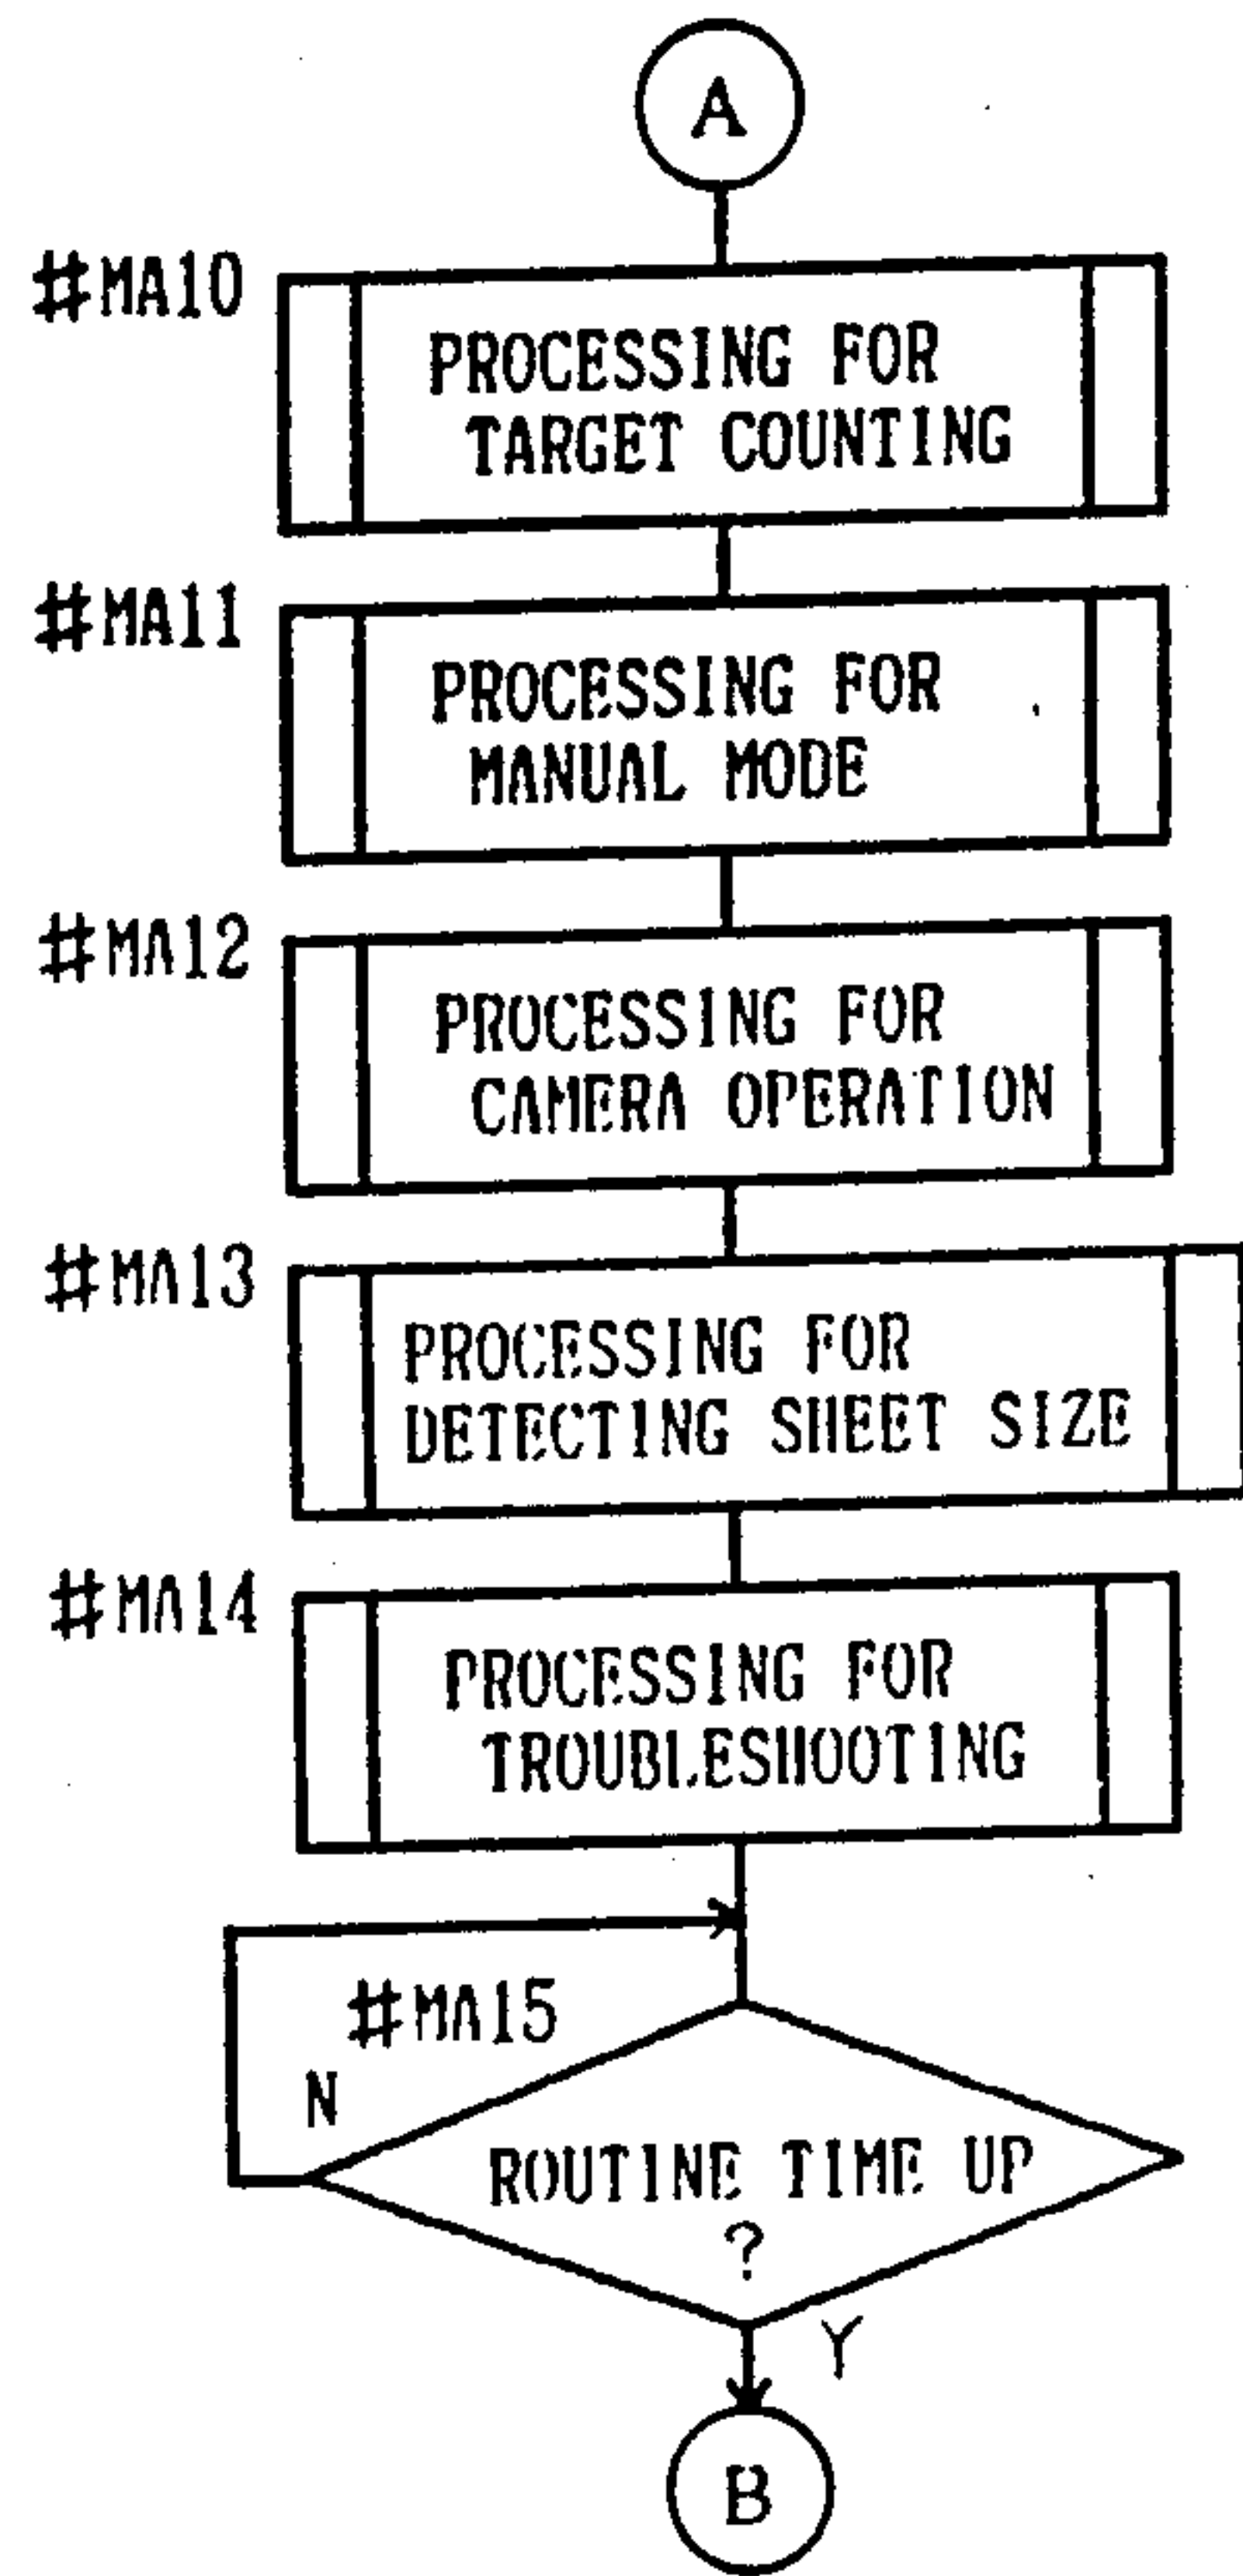 A
#MA10
PROCESSING FOR
TARGET COUNTING
#MA11
PROCESSING FOR
MANUAL MODE
#MA12
PROCESSING FOR
CAMERA OPERATION
#MA13
PROCESSING FOR
DETECTING SHEET SIZE
#MA14
PROCESSING FOR
TROUBLESHOOTING
#MA15
N
ROUTINE TIME UP
?
Y
B